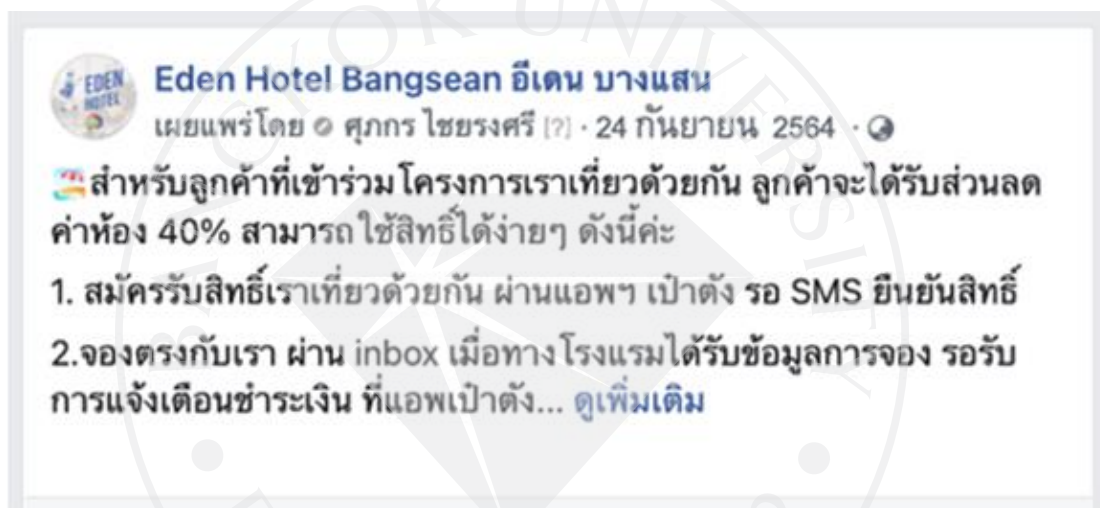 BANGKOK UNIVERSITY
EDEN
HOTEL
Eden Hotel Bangsean อีเดน บางแสน
เผยแพร่โดย ศุภกร ไชยรงศรี [?] · 24 กันยายน 2564 ·
สำหรับลูกค้าที่เข้าร่วมโครงการเราเที่ยวด้วยกัน ลูกค้าจะได้รับส่วนลด
ค่าห้อง 40% สามารถใช้สิทธิ์ได้ง่ายๆ ดังนี้ค่ะ
1. สมัครรับสิทธิ์เราเที่ยวด้วยกัน ผ่านแอพฯ เป๋าตัง รอ SMS ยืนยันสิทธิ์
2.จองตรงกับเรา ผ่าน inbox เมื่อทางโรงแรมได้รับข้อมูลการจอง รอรับ
การแจ้งเตือนชำระเงิน ที่แอพเป๋าตัง... ดูเพิ่มเติม